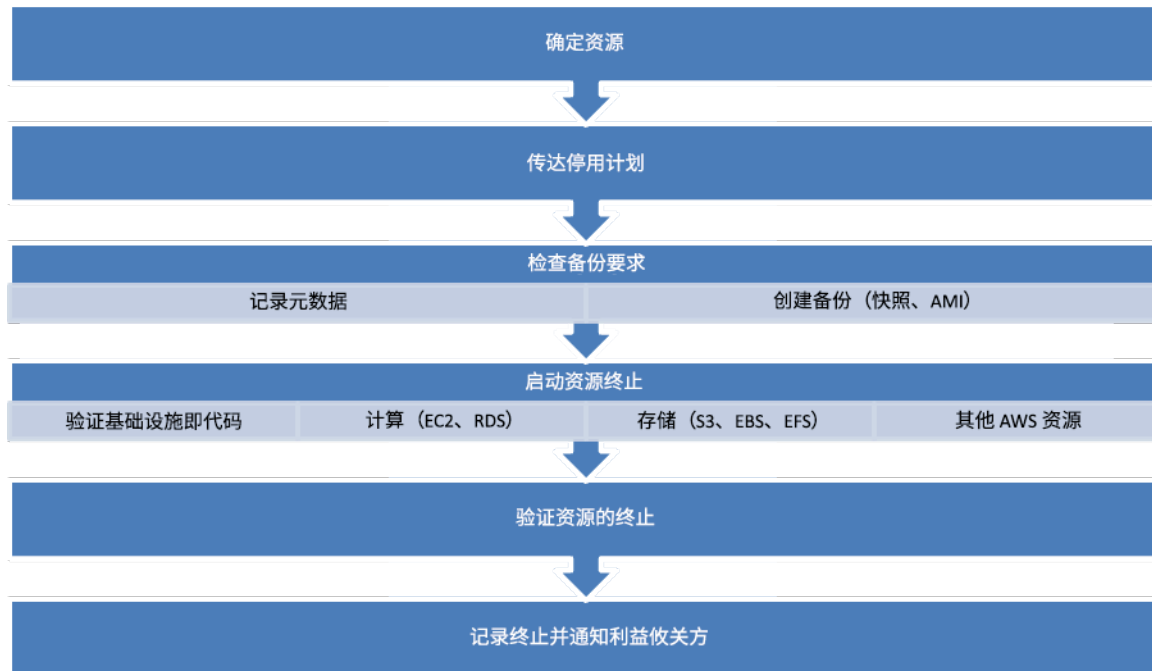 确定资源
传达停用计划
检查备份要求
记录元数据
创建备份（快照、AMI）
启动资源终止
验证基础设施即代码
计算（EC2、RDS）
存储（S3、EBS、EFS）
其他 AWS 资源
验证资源的终止
记录终止并通知利益攸关方